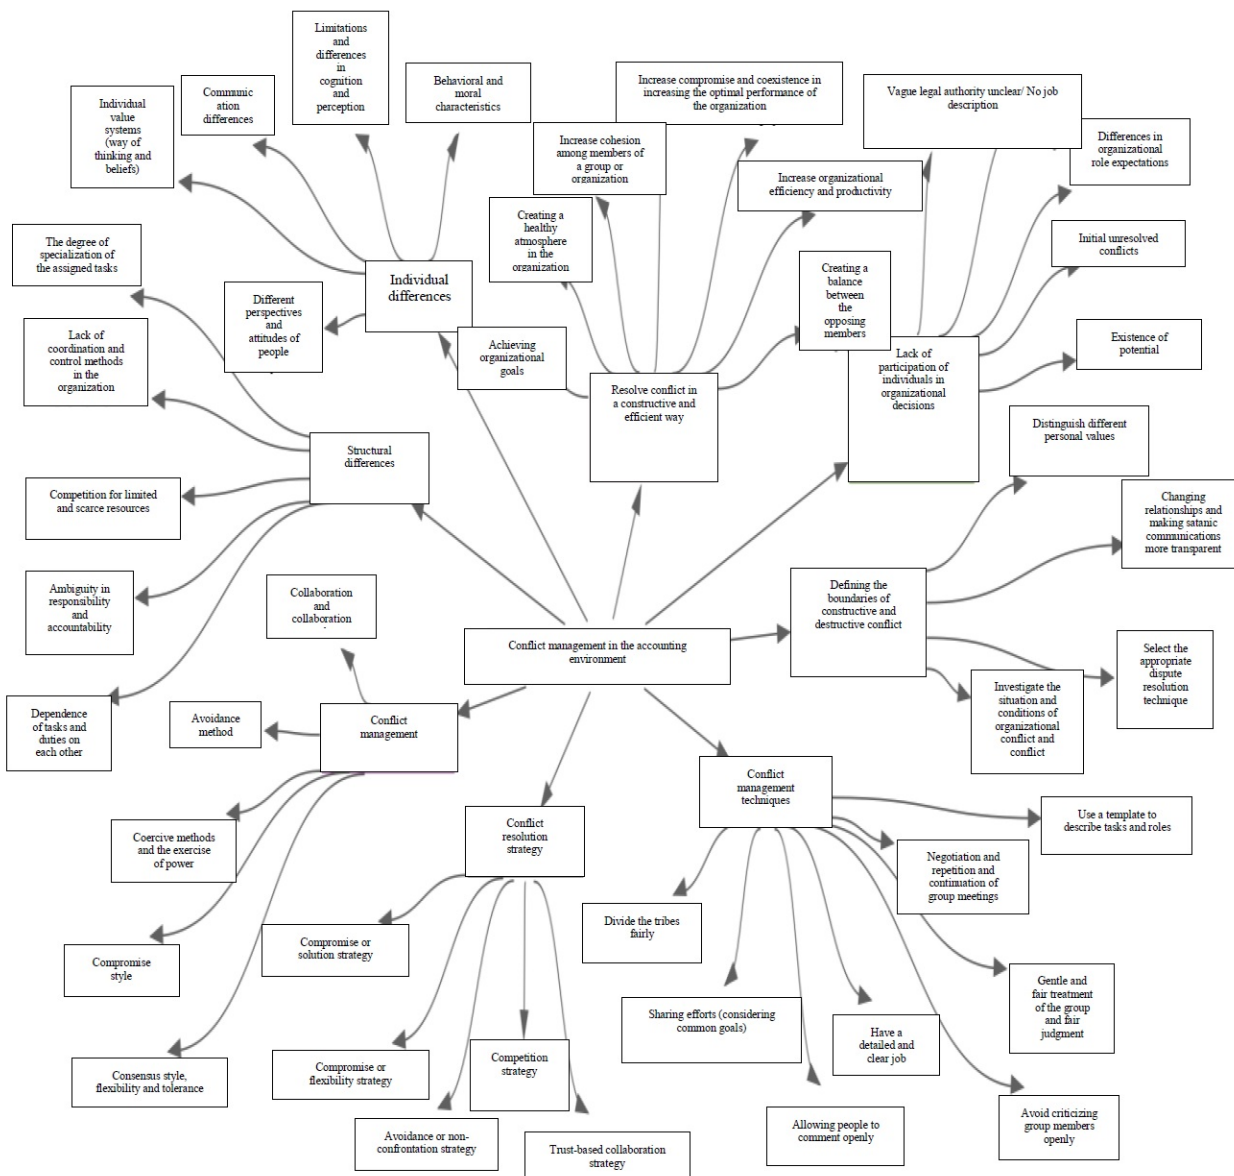 Limitations
and
differences
in
cognition
and
perception
Behavioral and
moral
characteristics
Communic
ation
differences
Individual
value
systems
(way of
thinking and
beliefs)
Increase compromise and coexistence in
increasing the optimal performance of
the organization
Vague legal authority unclear/ No job
description
Increase cohesion
among members of
a group or
organization
Differences in
organizational
role expectations
Increase organizational
efficiency and productivity
Creating a
healthy
atmosphere
in the
organization
The degree of
specialization of
the assigned tasks
Initial unresolved
conflicts
Individual
differences
Creating a
balance
between
the
opposing
members
Different
perspectives
and
attitudes of
people
Lack of
coordination and
control methods
in the
organization
Achieving
organizational
goals
Existence of
potential
Lack of
participation of
individuals in
organizational
decisions
Resolve conflict in
a constructive and
efficient way
Distinguish different
personal values
Structural
differences
Competition for limited
and scarce resources
Changing
relationships and
making satanic
communications
more transparent
Ambiguity in
responsibility
and
accountability
Collaboration
and
collaboration
Defining the
boundaries of
constructive and
destructive conflict
Conflict management in the accounting
environment
Select the
appropriate
dispute
resolution
technique
Investigate the
situation and
conditions of
organizational
conflict and
conflict
Dependence
of tasks and
duties on
each other
Avoidance
method
Conflict
management
Conflict
management
techniques
Use a template to
describe tasks and roles
Conflict
resolution
strategy
Coercive methods
and the exercise
of power
Negotiation and
repetition and
continuation of
group meetings
Divide the tribes
fairly
Compromise or
solution strategy
Compromise
style
Gentle and
fair treatment
of the group
and fair
judgment
Sharing efforts (considering
common goals)
Have a
detailed and
clear job
Consensus style,
flexibility and tolerance
Compromise or
flexibility strategy
Competition
strategy
Avoidance or non-
confrontation strategy
Trust-based collaboration
strategy
Allowing people to
comment openly
Avoid criticizing
group members
openly